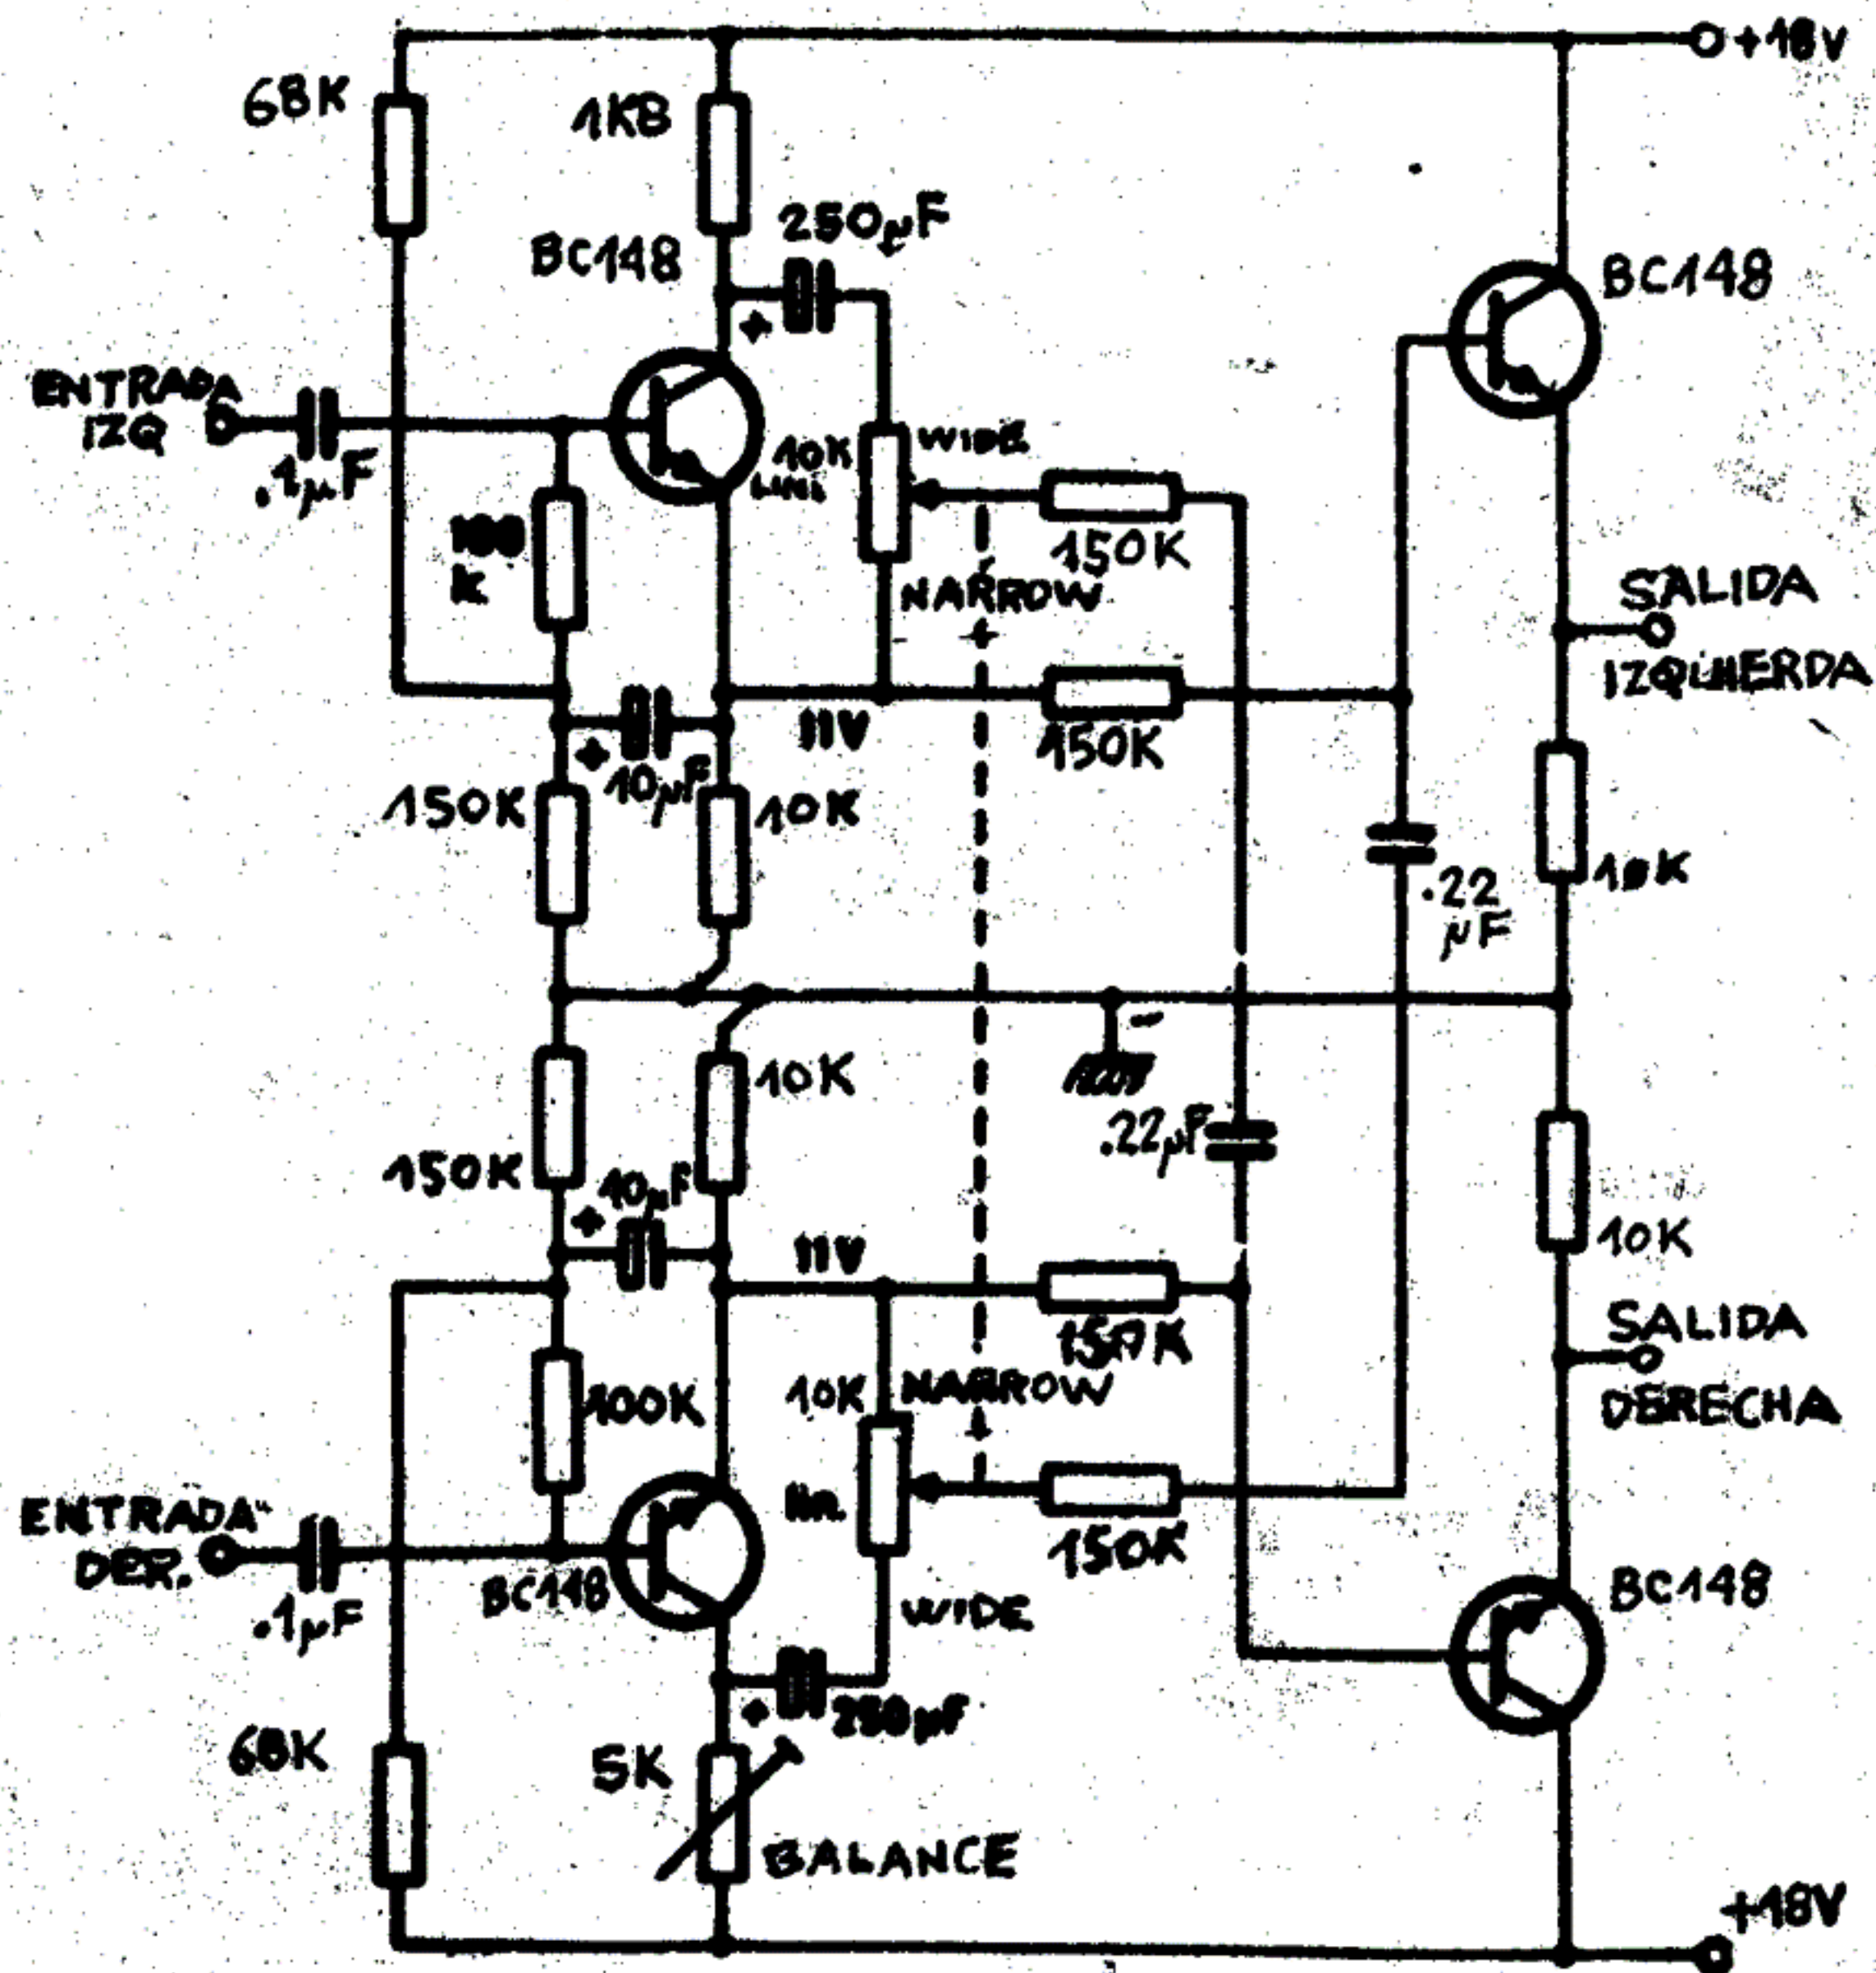 +18V
68K
1K8
250µF
BC148
BC148
+
ENTRADA
IZQ
.1µF
10K
LINL
WIDE
100
K
150K
NARROW
SALIDA
IZQUIERDA
11V
150K
+
10µF
150K
10K
10K
.22
µF
-
10K
.22µF
150K
10µF
+
11V
10K
150K
SALIDA
DERECHA
100K
10K
NARROW
lin.
ENTRADA
DER.
.1µF
BC148
150K
WIDE
BC148
+
250µF
68K
5K
BALANCE
+18V